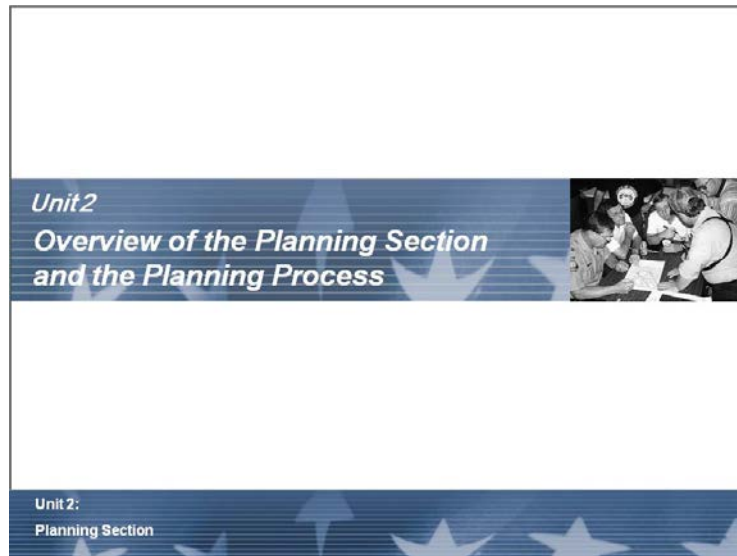 Unit 2
Overview of the Planning Section
and the Planning Process
Unit 2:
Planning Section